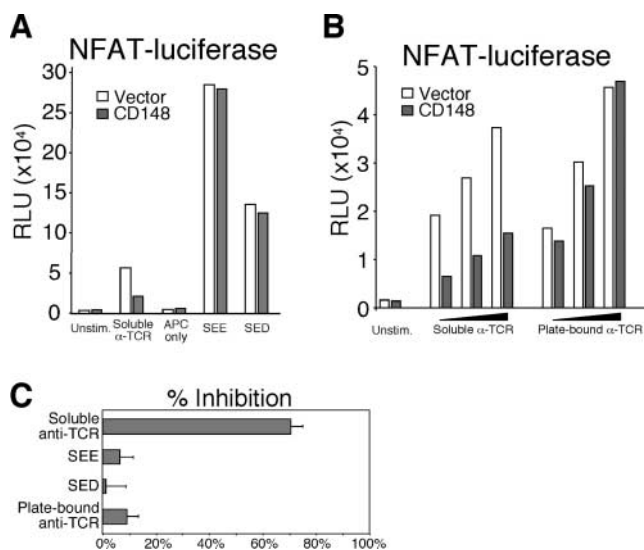 A
NFAT-luciferase
RLU (x10⁴)
30
25
20
15
10
5
0
Vector
CD148
Unstim.
Soluble
α-TCR
APC
only
SEE
SED
B
NFAT-luciferase
RLU (x10⁴)
5
4
3
2
1
0
Vector
CD148
Unstim.
Soluble α-TCR
Plate-bound α-TCR
C
% Inhibition
Soluble
anti-TCR
SEE
SED
Plate-bound
anti-TCR
0%
20%
40%
60%
80%
100%